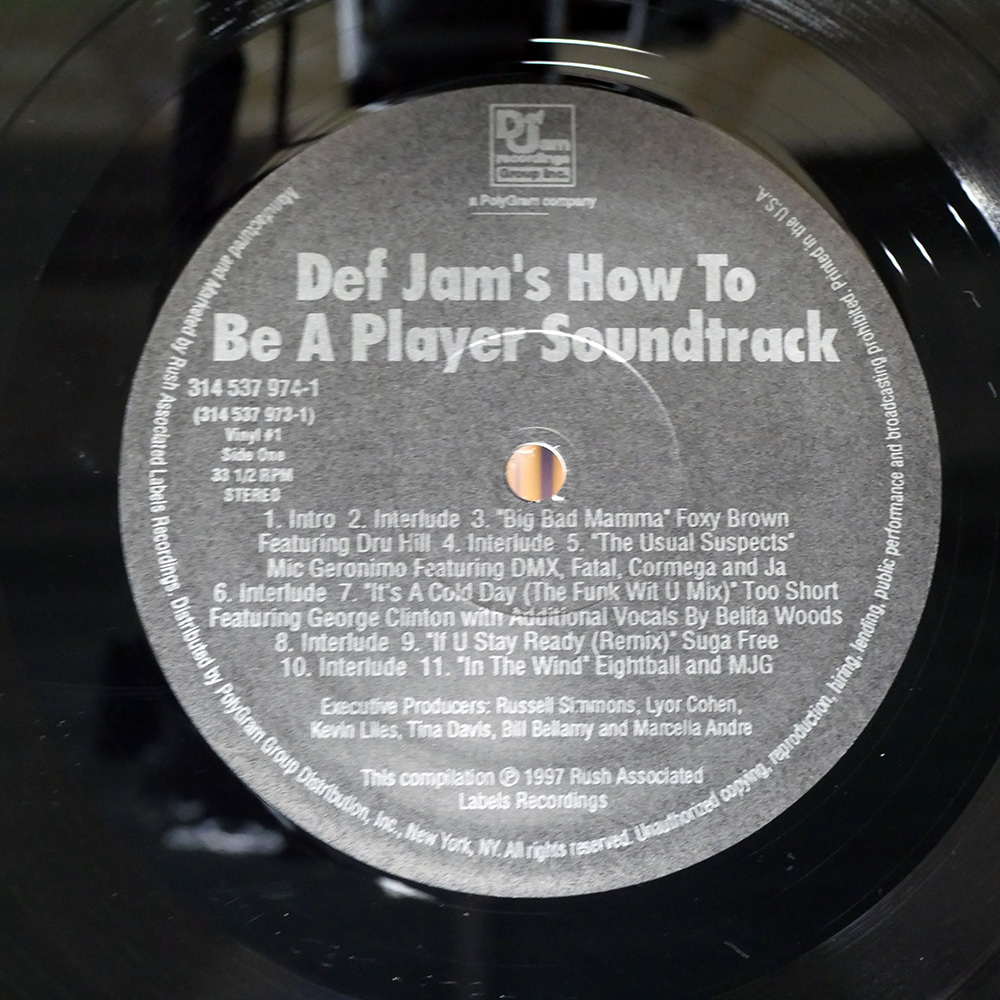 Def Jam
recordings
Group Inc.
a PolyGram company
Def Jam's How To
Be A Player Soundtrack
314 537 974-1
(314 537 973-1)
Vinyl #1
Side One
33 1/2 RPM
STEREO
1. Intro 2. Interlude 3. "Big Bad Mamma" Foxy Brown
Featuring Dru Hill 4. Interlude 5. "The Usual Suspects"
Mic Geronimo Featuring DMX, Fatal, Cormega and Ja
6. Interlude 7. "It's A Cold Day (The Funk Wit U Mix)" Too Short
Featuring George Clinton with Additional Vocals By Belita Woods
8. Interlude 9. "If U Stay Ready (Remix)" Suga Free
10. Interlude 11. "In The Wind" Eightball and MJG
Executive Producers: Russell Simmons, Lyor Cohen,
Kevin Liles, Tina Davis, Bill Bellamy and Marcella Andre
This compilation ℗ 1997 Rush Associated
Labels Recordings
Manufactured and Marketed by Rush Associated Labels Recordings. Distributed by PolyGram Group Distribution, Inc., New York, NY. All rights reserved. Unauthorized copying, reproduction, hiring, lending, public performance and broadcasting prohibited. Printed in the U.S.A.